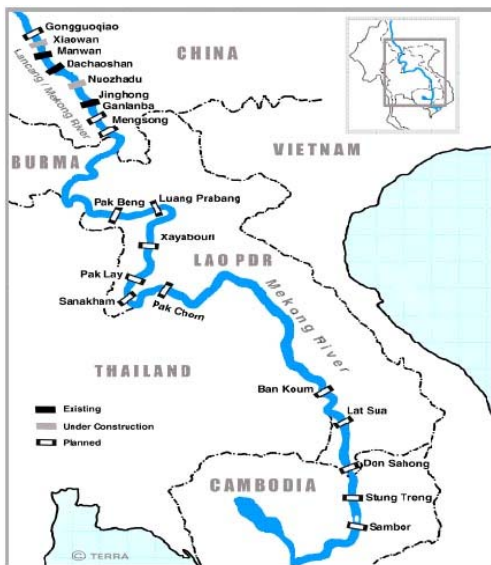 Gongguoqiao
Xiaowan
Manwan
Dachaoshan
Nuozhadu
Jinghong
Ganlanba
Mengsong
Lancang / Mekong River
CHINA
BURMA
VIETNAM
Pak Beng
Luang Prabang
Xayabouri
LAO PDR
Pak Lay
Sanakham
Pak Chom
Mekong River
THAILAND
Ban Koum
Lat Sua
Existing
Under Construction
Planned
Don Sahong
CAMBODIA
Stung Treng
Sambor
© TERRA